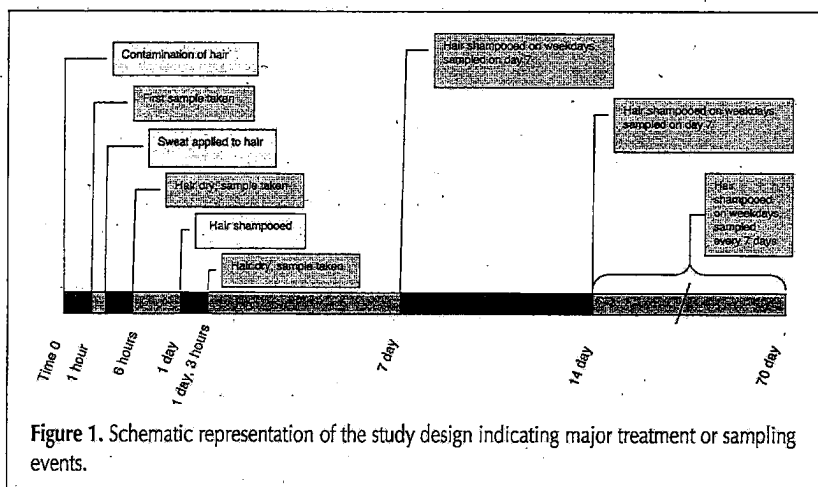 Contamination of hair
First sample taken
Sweat applied to hair
Hair dry, sample taken
Hair shampooed
Hair dry, sample taken
Hair shampooed on weekdays,
sampled on day 7
Hair shampooed on weekdays
sampled on day 7
Hair
shampooed
on weekdays,
sampled
every 7 days
Time 0
1 hour
6 hours
1 day
1 day, 3 hours
7 day
14 day
70 day
Figure 1. Schematic representation of the study design indicating major treatment or sampling
events.